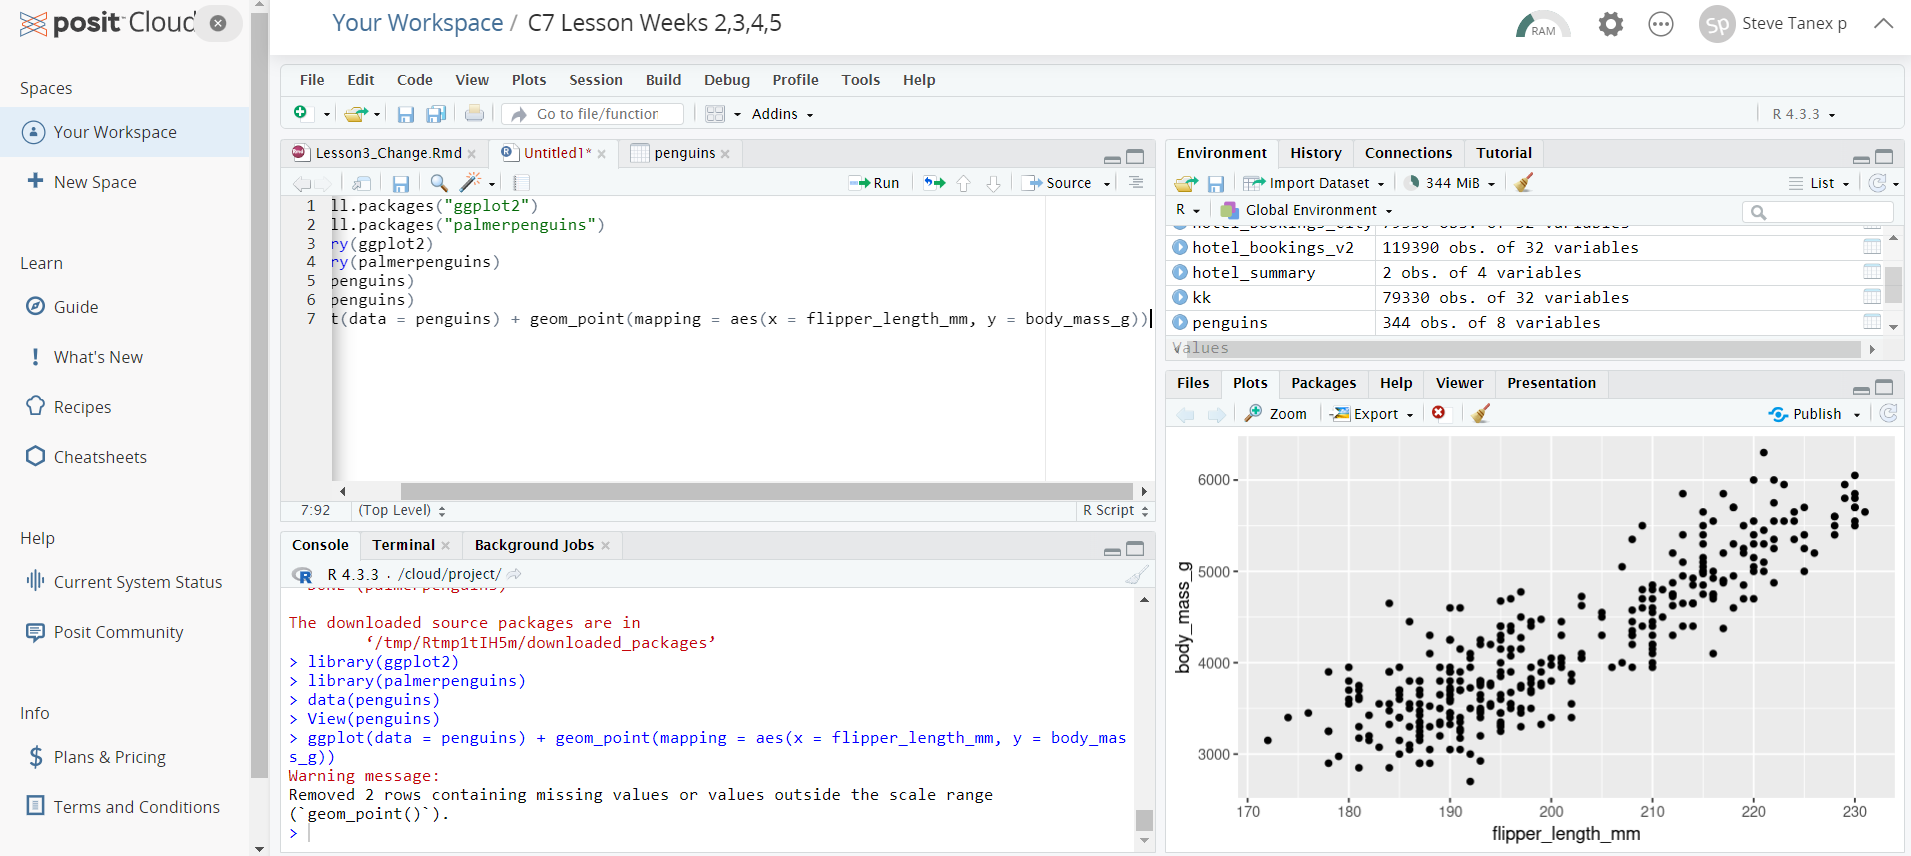 posit Cloud
Your Workspace / C7 Lesson Weeks 2,3,4,5
RAM
Sp
Steve Tanex p
Spaces
Your Workspace
New Space
Learn
Guide
What's New
Recipes
Cheatsheets
Help
Current System Status
Posit Community
Info
Plans & Pricing
Terms and Conditions
File Edit Code View Plots Session Build Debug Profile Tools Help
Go to file/function
Addins
R 4.3.3
Lesson3_Change.Rmd
Untitled1*
penguins
Run
Source
1 ll.packages("ggplot2")
2 ll.packages("palmerpenguins")
3 ry(ggplot2)
4 ry(palmerpenguins)
5 penguins)
6 penguins)
7 t(data = penguins) + geom_point(mapping = aes(x = flipper_length_mm, y = body_mass_g))
7:92 (Top Level) R Script
Console Terminal Background Jobs
R 4.3.3 . /cloud/project/
DONE (palmerpenguins)
The downloaded source packages are in
‘/tmp/Rtmp1tIH5m/downloaded_packages’
> library(ggplot2)
> library(palmerpenguins)
> data(penguins)
> View(penguins)
> ggplot(data = penguins) + geom_point(mapping = aes(x = flipper_length_mm, y = body_mas
s_g))
Warning message:
Removed 2 rows containing missing values or values outside the scale range
(`geom_point()`).
>
Environment History Connections Tutorial
Import Dataset 344 MiB List
R Global Environment
hotel_bookings_city 79330 obs. of 32 variables
hotel_bookings_v2 119390 obs. of 32 variables
hotel_summary 2 obs. of 4 variables
kk 79330 obs. of 32 variables
penguins 344 obs. of 8 variables
Values
Files Plots Packages Help Viewer Presentation
Zoom Export Publish
body_mass_g
6000
5000
4000
3000
170 180 190 200 210 220 230
flipper_length_mm